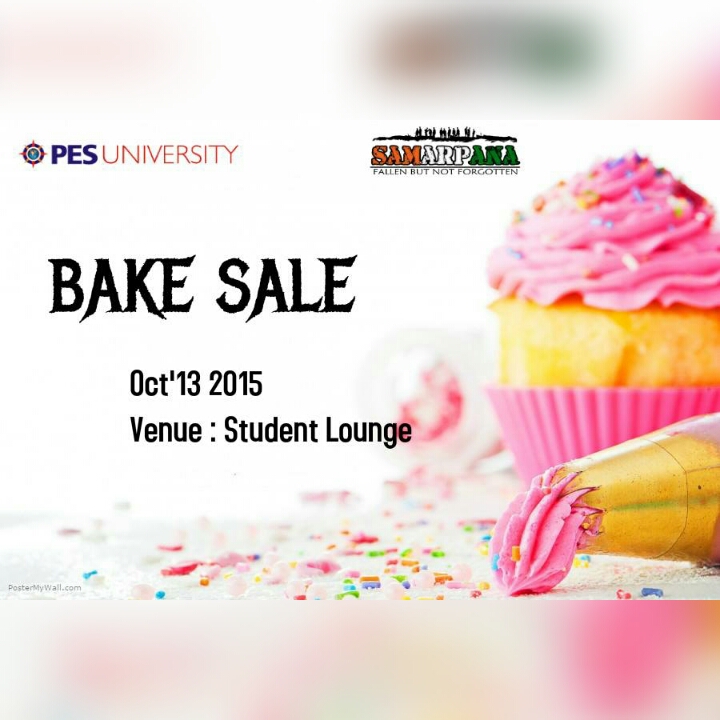 PES UNIVERSITY
SAMARPANA
FALLEN BUT NOT FORGOTTEN
BAKE SALE
Oct'13 2015
Venue : Student Lounge
PosterMyWall.com